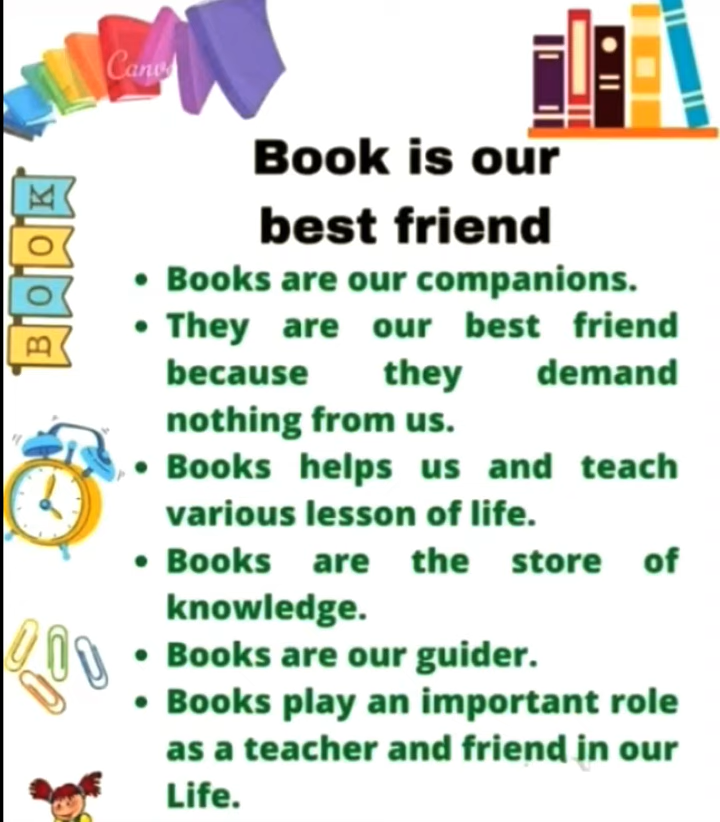 Canva
Book is our
best friend
BOOK
• Books are our companions.
• They are our best friend
because they demand
nothing from us.
• Books helps us and teach
various lesson of life.
• Books are the store of
knowledge.
• Books are our guider.
• Books play an important role
as a teacher and friend in our
Life.